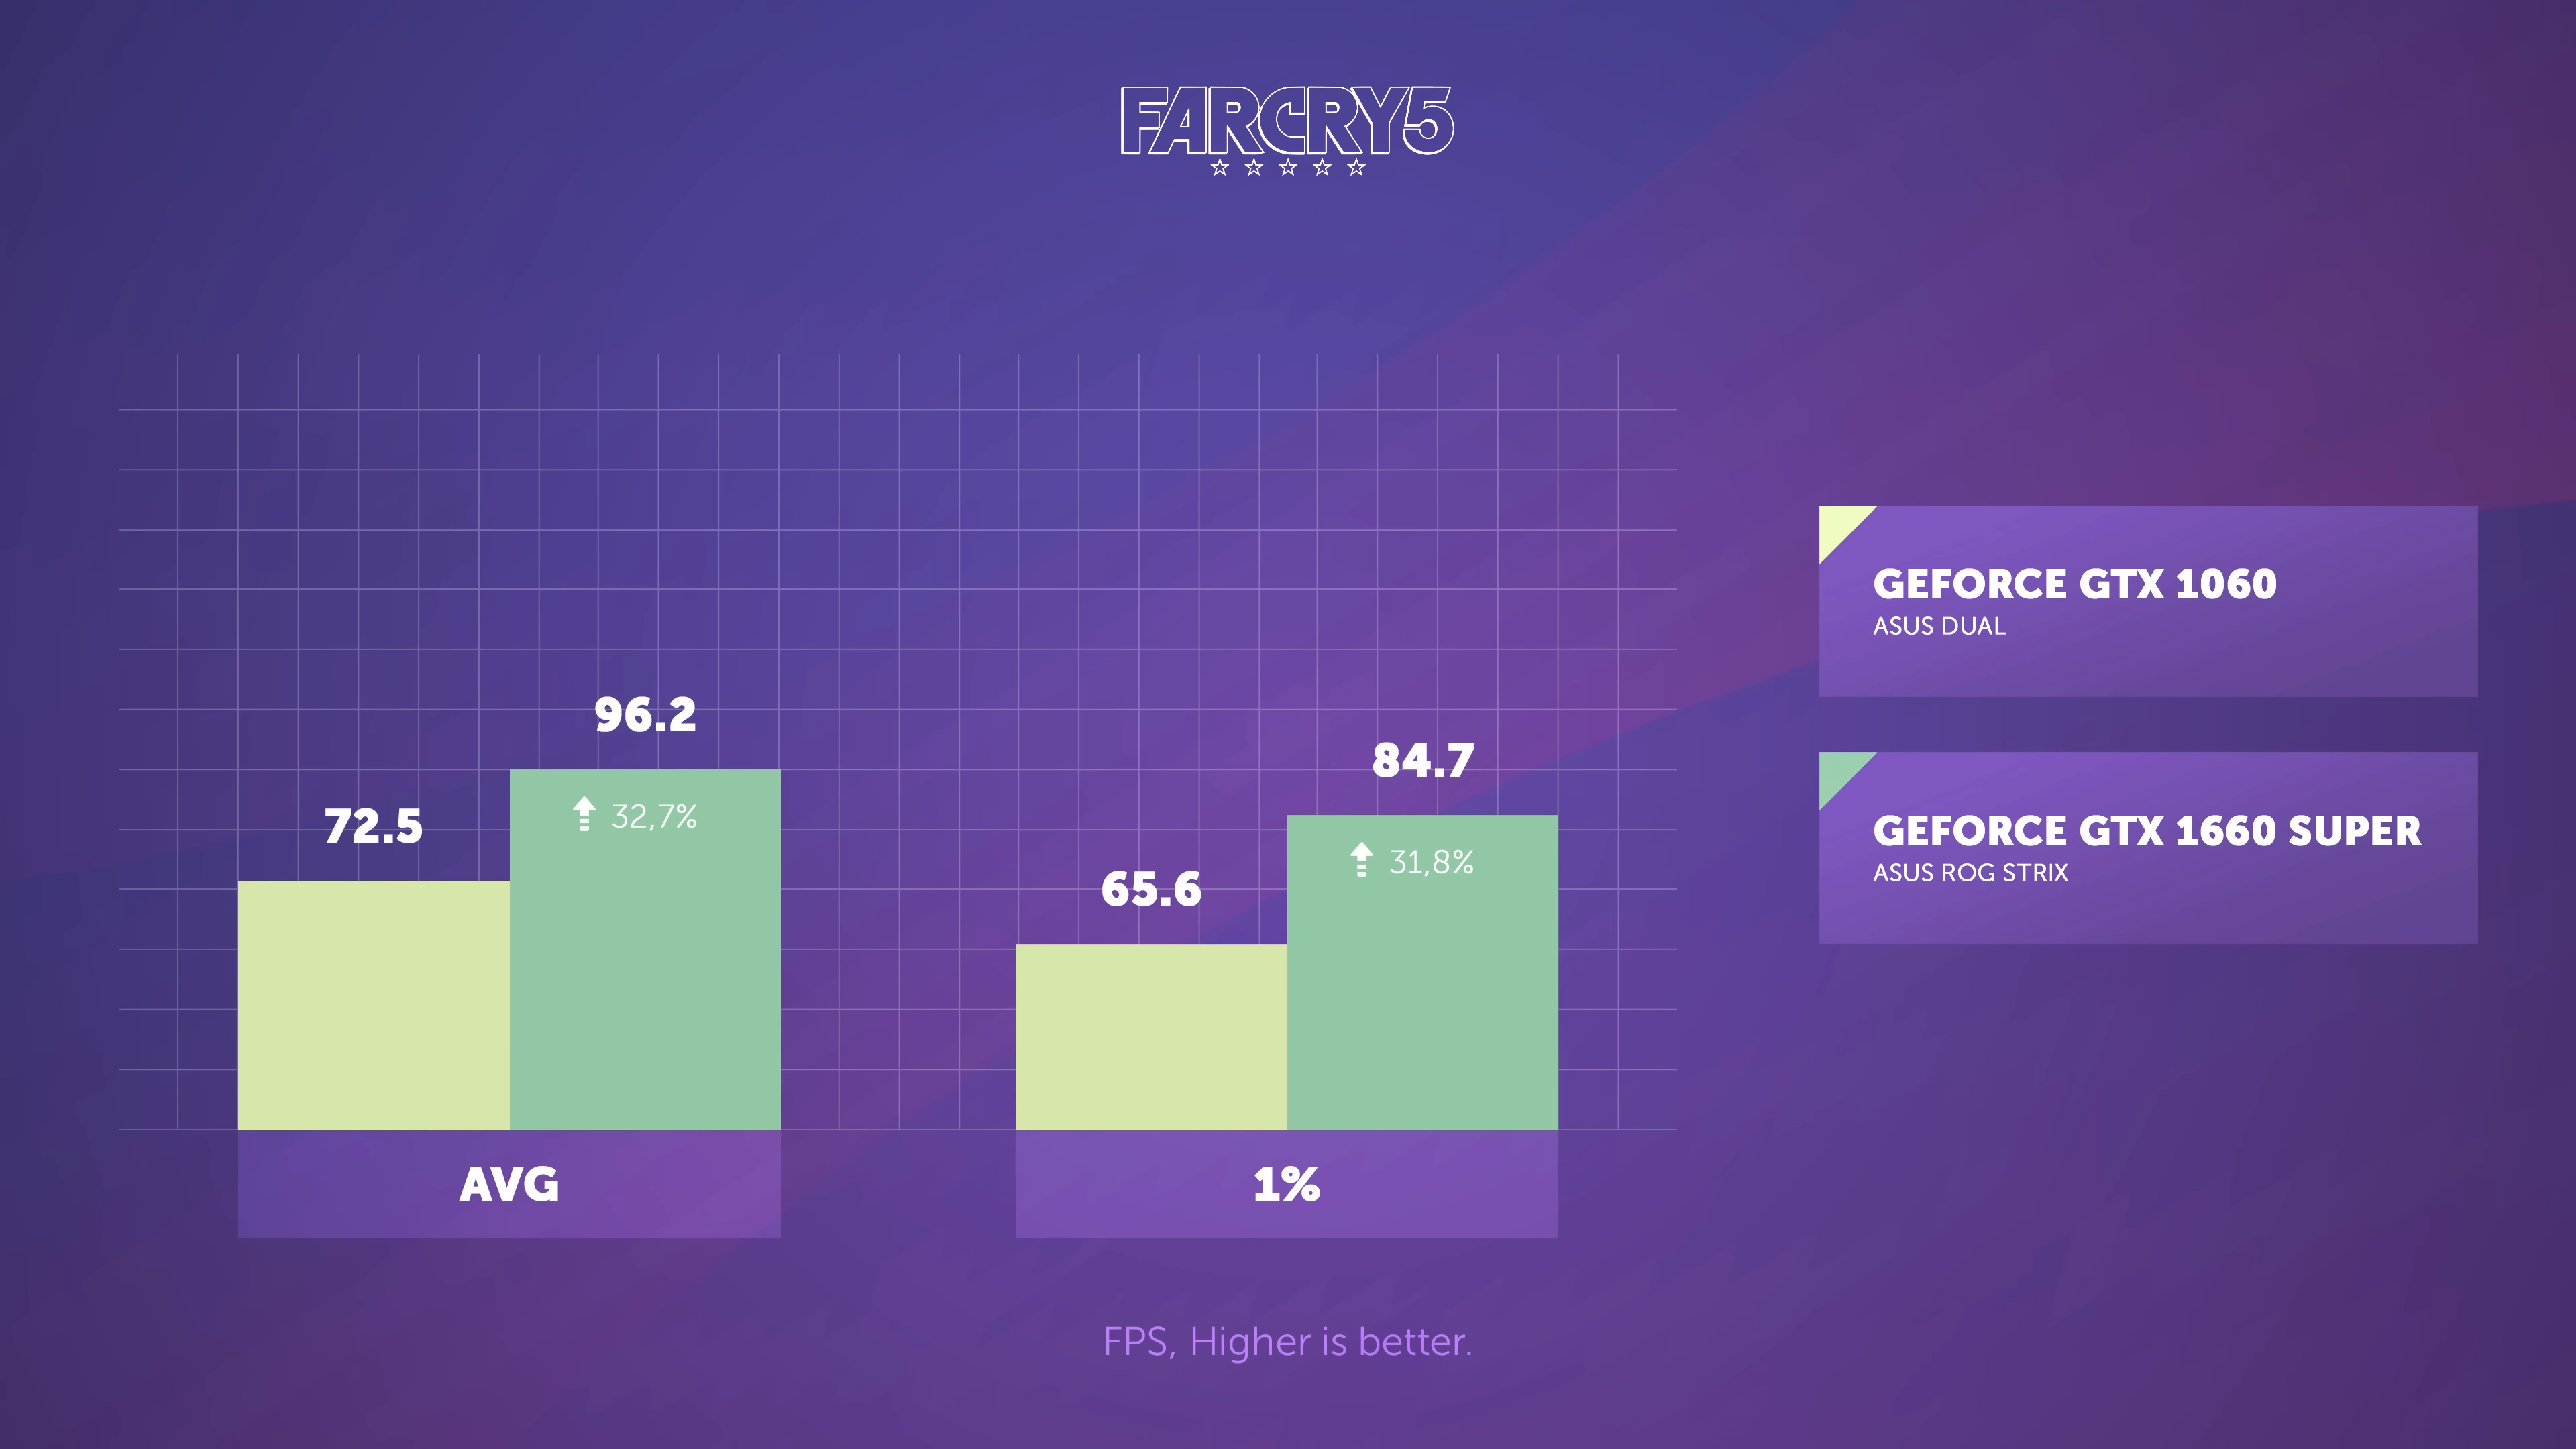 FARCRY5
96.2
84.7
72.5
32,7%
65.6
31,8%
AVG
1%
GEFORCE GTX 1060
ASUS DUAL
GEFORCE GTX 1660 SUPER
ASUS ROG STRIX
FPS, Higher is better.